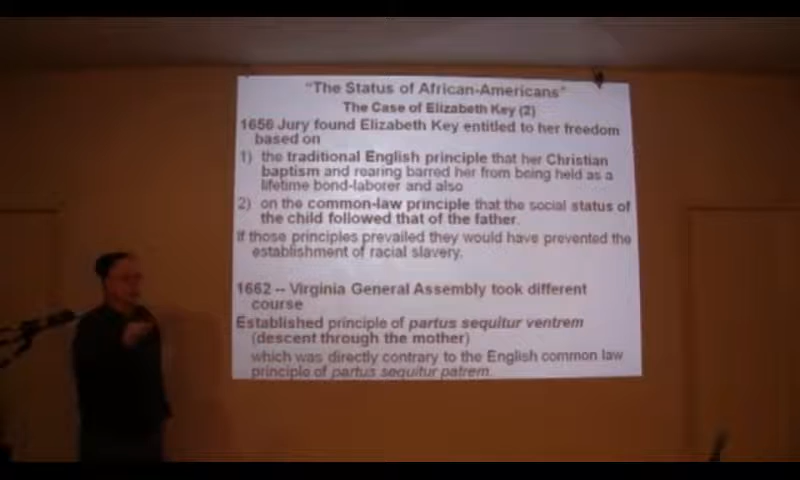 "The Status of African-Americans"
The Case of Elizabeth Key (2)
1656 Jury found Elizabeth Key entitled to her freedom
based on
1) the traditional English principle that her Christian
baptism and rearing barred her from being held as a
lifetime bond-laborer and also
2) on the common-law principle that the social status of
the child followed that of the father.
If those principles prevailed they would have prevented the
establishment of racial slavery.
1662 -- Virginia General Assembly took different
course
Established principle of partus sequitur ventrem
(descent through the mother)
which was directly contrary to the English common law
principle of partus sequitur patrem.